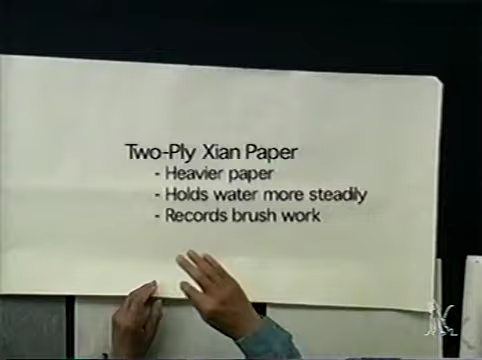 Two-Ply Xian Paper
- Heavier paper
- Holds water more steadily
- Records brush work